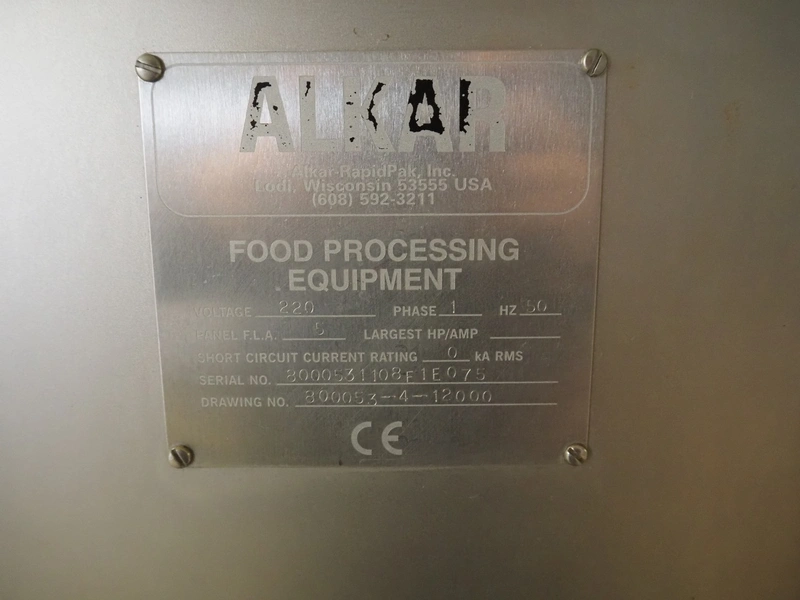 ALKAR
Alkar-RapidPak, Inc.
Lodi, Wisconsin 53555 USA
(608) 592-3211
FOOD PROCESSING
EQUIPMENT
VOLTAGE 220 PHASE 1 HZ 50
PANEL F.L.A. 5 LARGEST HP/AMP
SHORT CIRCUIT CURRENT RATING 0 kA RMS
SERIAL NO. 8000531108F1E075
DRAWING NO. 800053-4-12000
CE